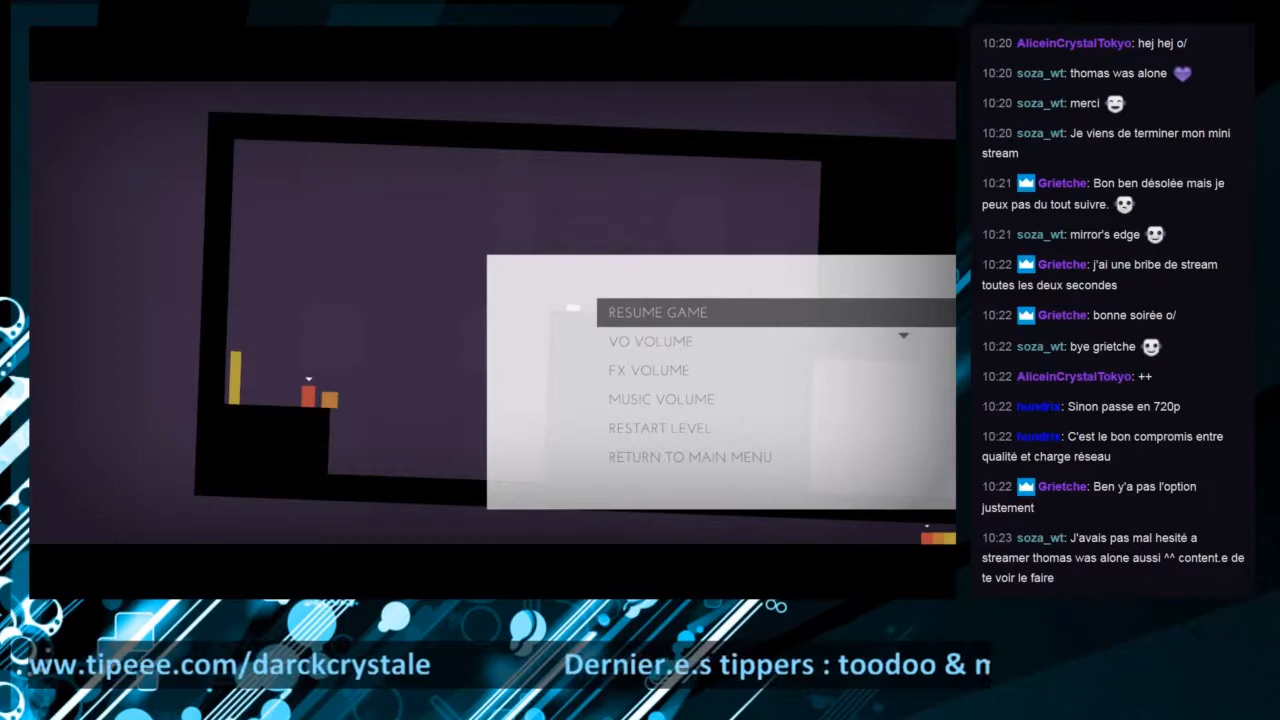 RESUME GAME
VO VOLUME
FX VOLUME
MUSIC VOLUME
RESTART LEVEL
RETURN TO MAIN MENU
10:20 AliceinCrystalTokyo: hej hej o/
10:20 soza_wt: thomas was alone
10:20 soza_wt: merci
10:20 soza_wt: Je viens de terminer mon mini
stream
10:21 Grietche: Bon ben désolée mais je
peux pas du tout suivre.
10:21 soza_wt: mirror's edge
10:22 Grietche: j'ai une bribe de stream
toutes les deux secondes
10:22 Grietche: bonne soirée o/
10:22 soza_wt: bye grietche
10:22 AliceinCrystalTokyo: ++
10:22 hundrix: Sinon passe en 720p
10:22 hundrix: C'est le bon compromis entre
qualité et charge réseau
10:22 Grietche: Ben y'a pas l'option
justement
10:23 soza_wt: J'avais pas mal hesité a
streamer thomas was alone aussi ^^ content.e de
te voir le faire
ww.tipeee.com/darckcrystale Dernier.e.s tippers : toodoo &